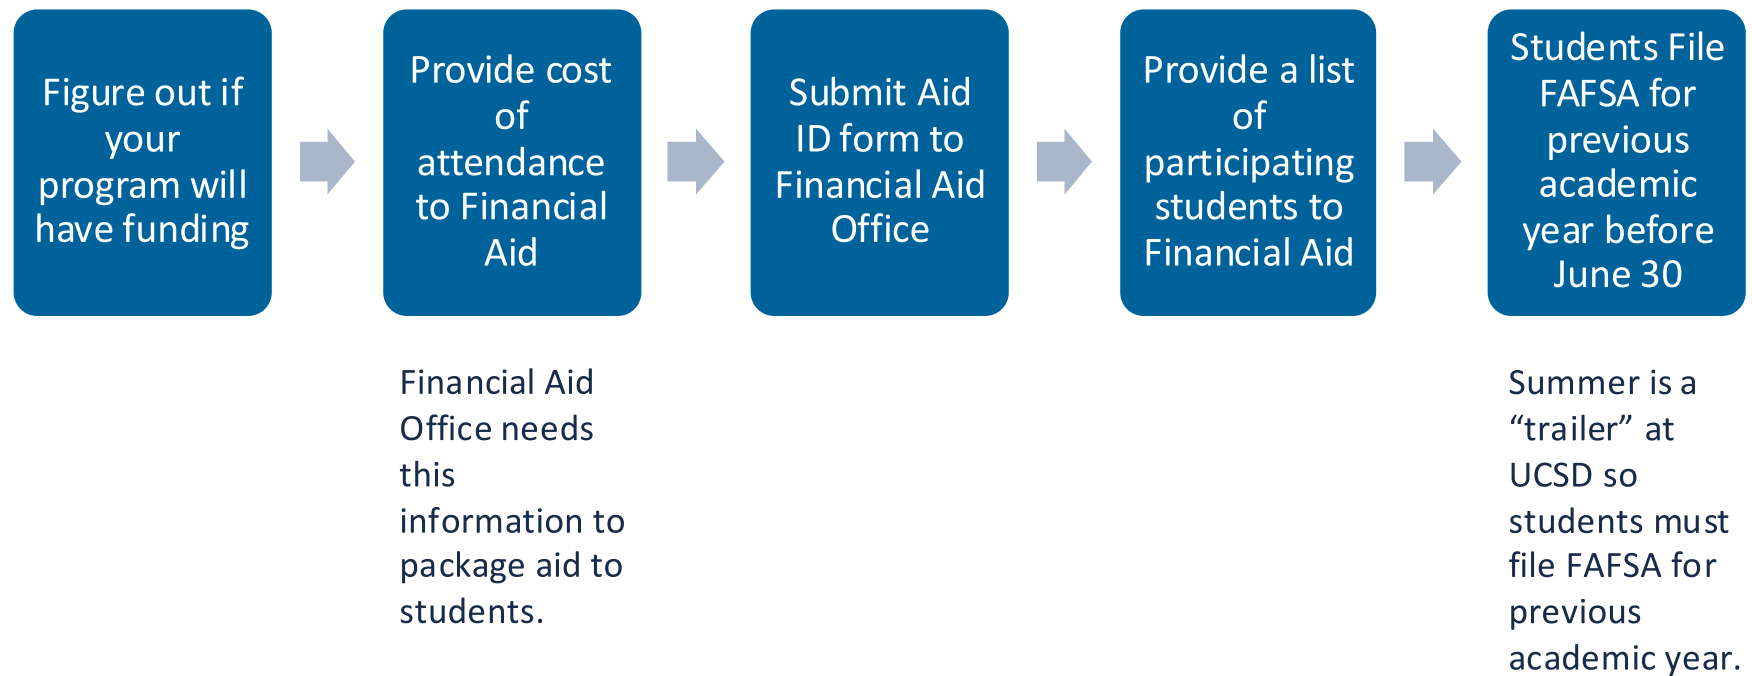 Figure out if
your
program will
have funding
Provide cost
of
attendance
to Financial
Aid
Submit Aid
ID form to
Financial Aid
Office
Provide a list
of
participating
students to
Financial Aid
Students File
FAFSA for
previous
academic
year before
June 30
Financial Aid
Office needs
this
information to
package aid to
students.
Summer is a
“trailer” at
UCSD so
students must
file FAFSA for
previous
academic year.